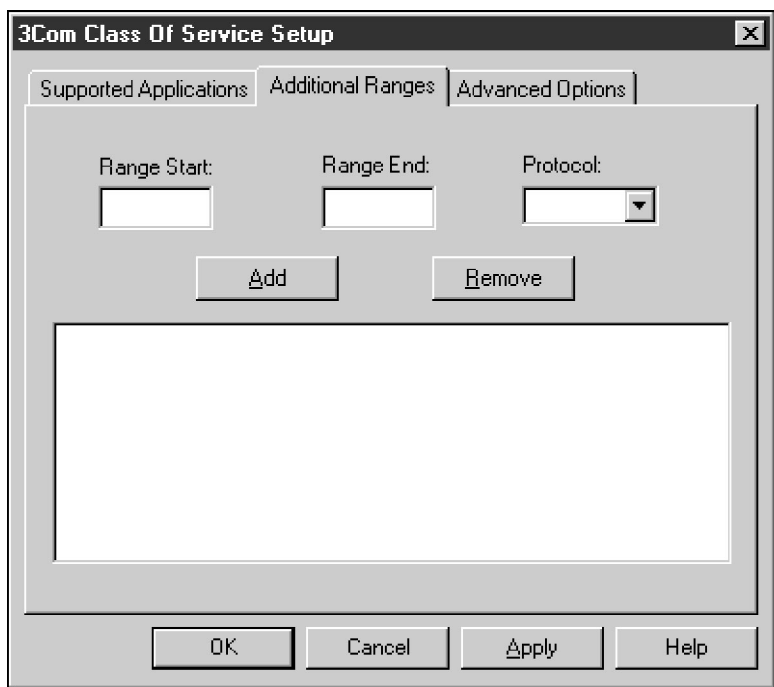 3Com Class Of Service Setup
Supported Applications Additional Ranges Advanced Options
Range Start: Range End: Protocol:
Add Remove
OK Cancel Apply Help